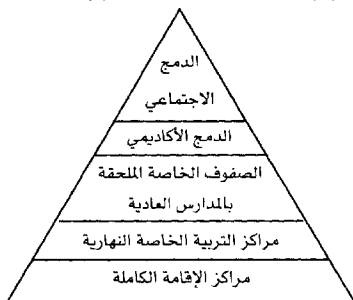 الدمج
الاجتماعي
الدمج الأكاديمي
الصفوف الخاصة الملحقة
بالمدارس العادية
مراكز التربية الخاصة النهارية
مراكز الإقامة الكاملة